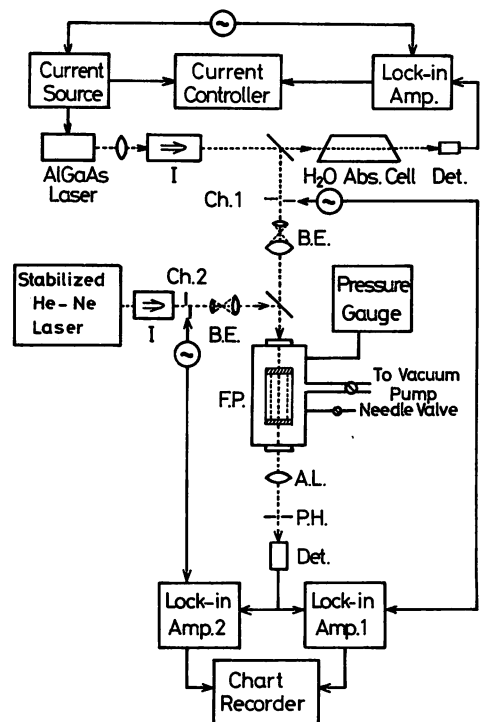 ~
Current
Source
Current
Controller
Lock-in
Amp.
AlGaAs
Laser
I
H₂O Abs. Cell
Det.
Ch.1
~
B.E.
Stabilized
He-Ne
Laser
I
Ch.2
B.E.
~
Pressure
Gauge
F.P.
To Vacuum
Pump
Needle Valve
A.L.
P.H.
Det.
Lock-in
Amp.2
Lock-in
Amp.1
Chart
Recorder